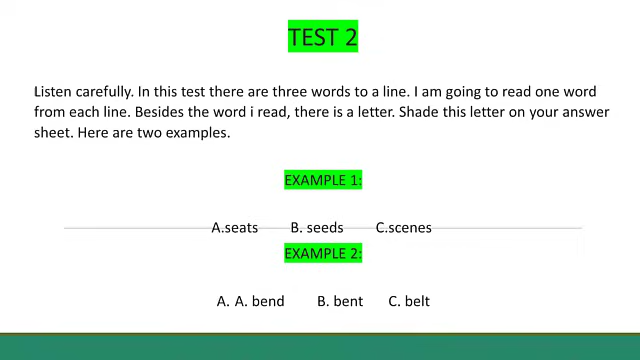 TEST 2
Listen carefully. In this test there are three words to a line. I am going to read one word
from each line. Besides the word i read, there is a letter. Shade this letter on your answer
sheet. Here are two examples.
EXAMPLE 1:
A.seats B. seeds C.scenes
EXAMPLE 2:
A. A. bend B. bent C. belt